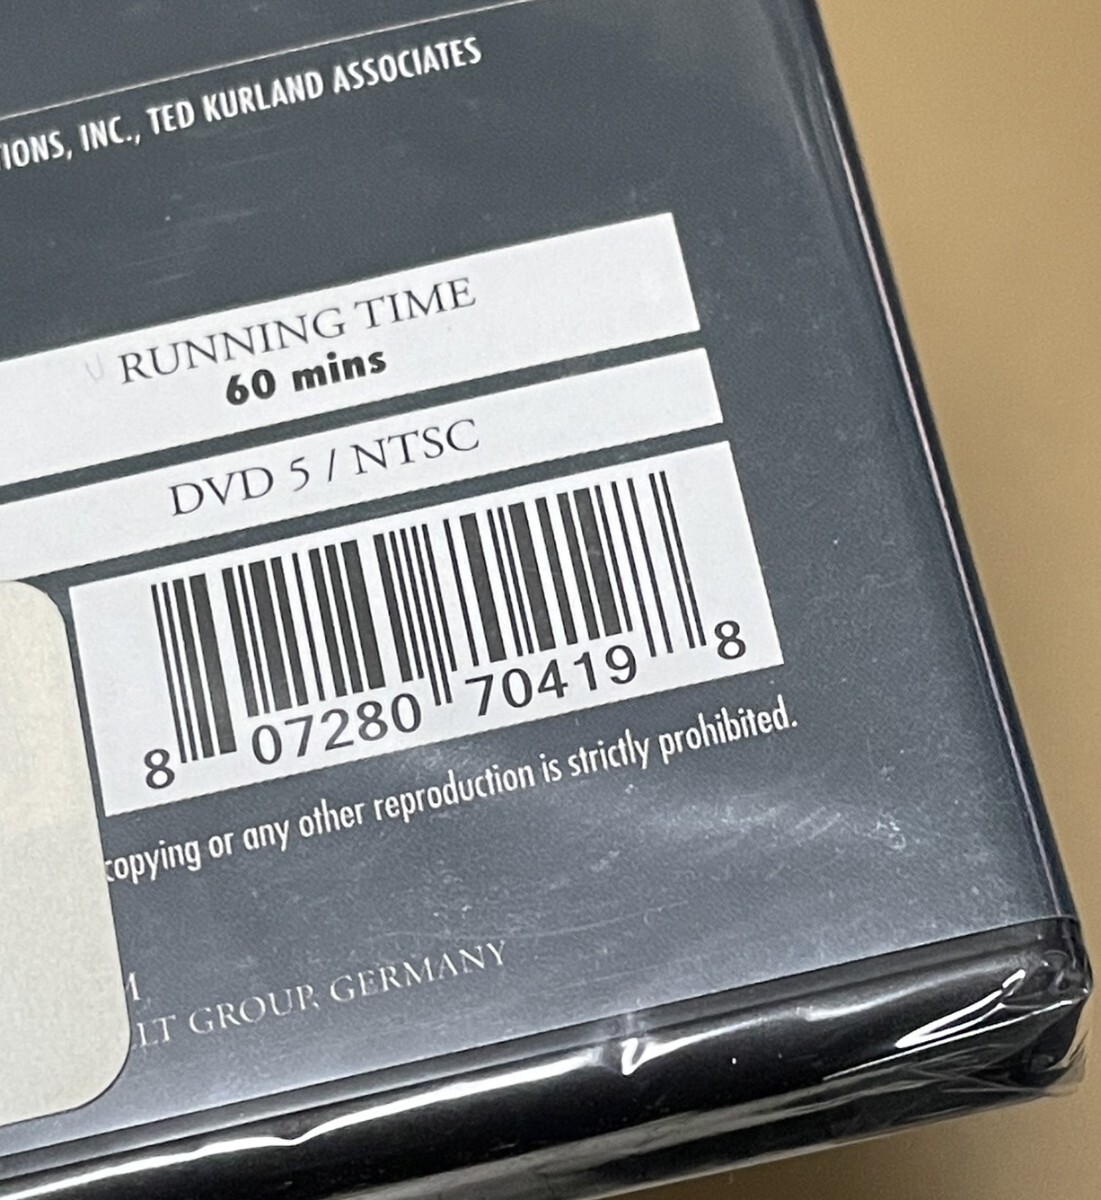 TIONS, INC., TED KURLAND ASSOCIATES
RUNNING TIME
60 mins
DVD 5 / NTSC
8 07280 70419 8
copying or any other reproduction is strictly prohibited.
LT GROUP, GERMANY